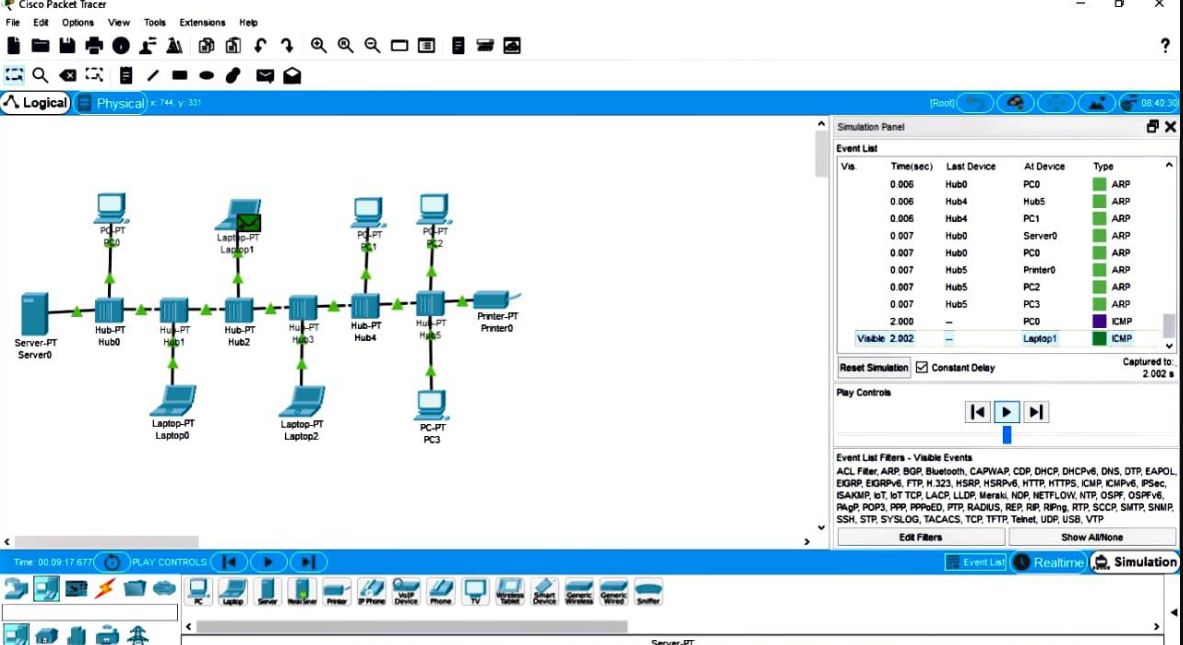 Cisco Packet Tracer
File Edit Options View Tools Extensions Help
?
Logical Physical x: 744, y: 331 [Root] 08:40:30
Simulation Panel
Event List
Vis. Time(sec) Last Device At Device Type
0.006 Hub0 PC0 ARP
0.006 Hub4 Hub5 ARP
0.006 Hub4 PC1 ARP
0.007 Hub0 Server0 ARP
0.007 Hub0 PC0 ARP
0.007 Hub5 Printer0 ARP
0.007 Hub5 PC2 ARP
0.007 Hub5 PC3 ARP
2.000 -- PC0 ICMP
Visible 2.002 -- Laptop1 ICMP
Reset Simulation Constant Delay Captured to:
2.002 s
Play Controls
Event List Filters - Visible Events
ACL Filter, ARP, BGP, Bluetooth, CAPWAP, CDP, DHCP, DHCPv6, DNS, DTP, EAPOL,
EIGRP, EIGRPv6, FTP, H.323, HSRP, HSRPv6, HTTP, HTTPS, ICMP, ICMPv6, IPSec,
ISAKMP, IoT, IoT TCP, LACP, LLDP, Meraki, NDP, NETFLOW, NTP, OSPF, OSPFv6,
PAgP, POP3, PPP, PPPoED, PTP, RADIUS, REP, RIP, RIPng, RTP, SCCP, SMTP, SNMP,
SSH, STP, SYSLOG, TACACS, TCP, TFTP, Telnet, UDP, USB, VTP
Edit Filters Show All/None
PC-PT
PC0
Laptop-PT
Laptop1
PC-PT
PC1
PC-PT
PC2
Server-PT
Server0
Hub-PT
Hub0
Hub-PT
Hub1
Hub-PT
Hub2
Hub-PT
Hub3
Hub-PT
Hub4
Hub-PT
Hub5
Printer-PT
Printer0
Laptop-PT
Laptop0
Laptop-PT
Laptop2
PC-PT
PC3
Time: 00:09:17.677 PLAY CONTROLS Event List Realtime Simulation
PC Laptop Server Printer IP Phone VoIP Device Phone TV Wireless Tablet Smart Device Generic Wireless Generic Wired Sniffer
Server-PT